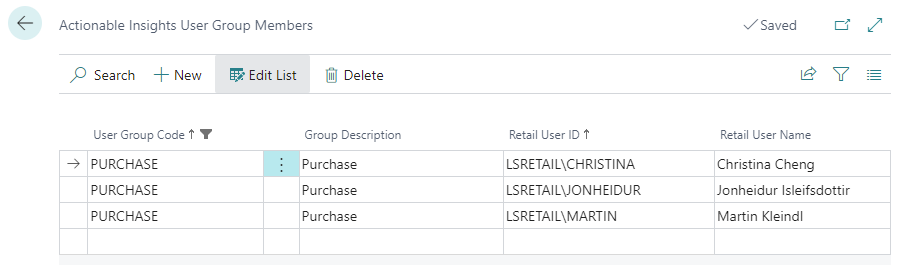 Actionable Insights User Group Members Saved
Search New Edit List Delete
User Group Code ↑ Group Description Retail User ID ↑ Retail User Name
PURCHASE Purchase LSRETAIL\CHRISTINA Christina Cheng
PURCHASE Purchase LSRETAIL\JONHEIDUR Jonheidur Isleifsdottir
PURCHASE Purchase LSRETAIL\MARTIN Martin Kleindl